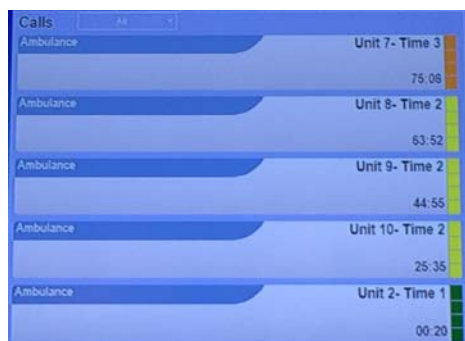 Calls All
Ambulance
Unit 7- Time 3
75:08
Ambulance
Unit 8- Time 2
63:52
Ambulance
Unit 9- Time 2
44:55
Ambulance
Unit 10- Time 2
25:35
Ambulance
Unit 2- Time 1
00:20